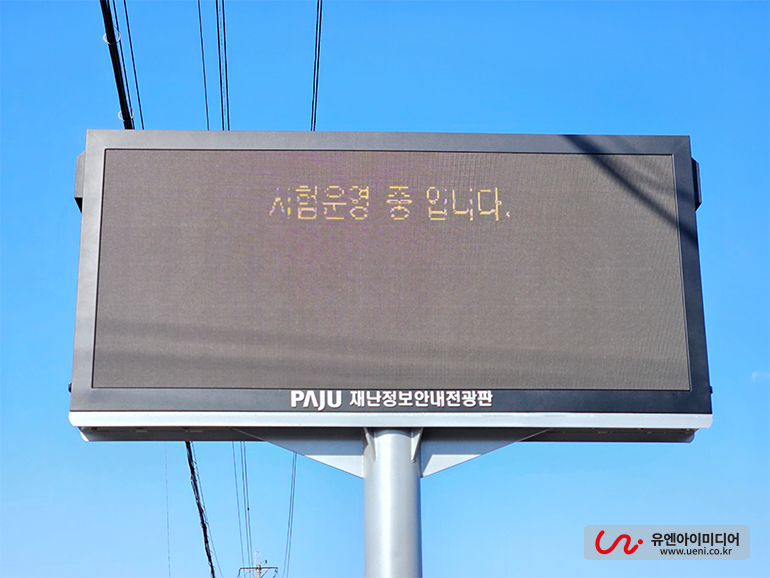 시험운영 중 입니다.
PAJU 재난정보안내전광판
유엔아이미디어
www.ueni.co.kr